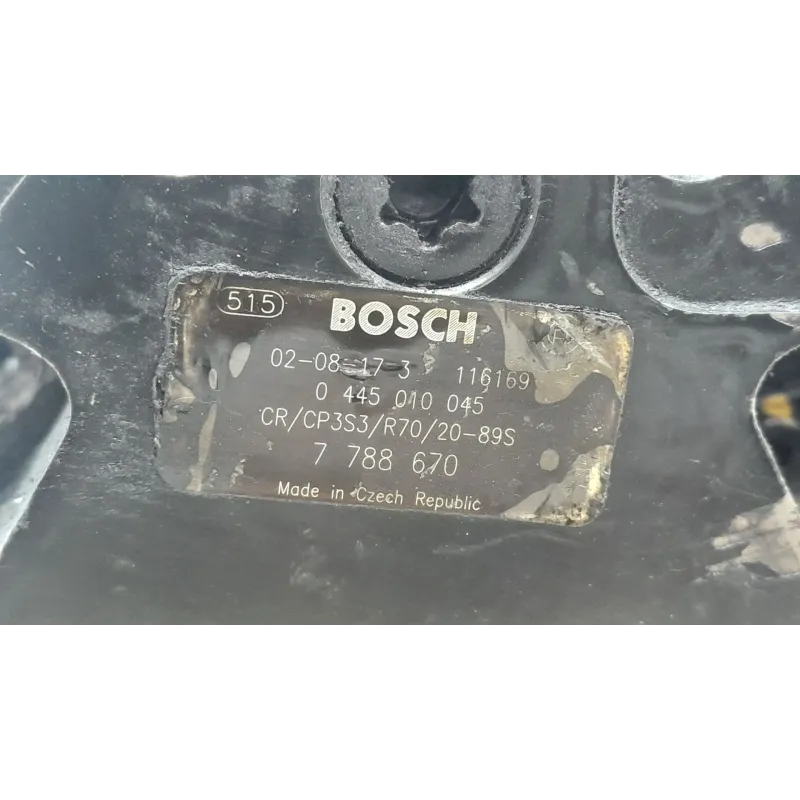 515 BOSCH
02-08-17 3 116169
0 445 010 045
CR/CP3S3/R70/20-89S
7 788 670
Made in Czech Republic